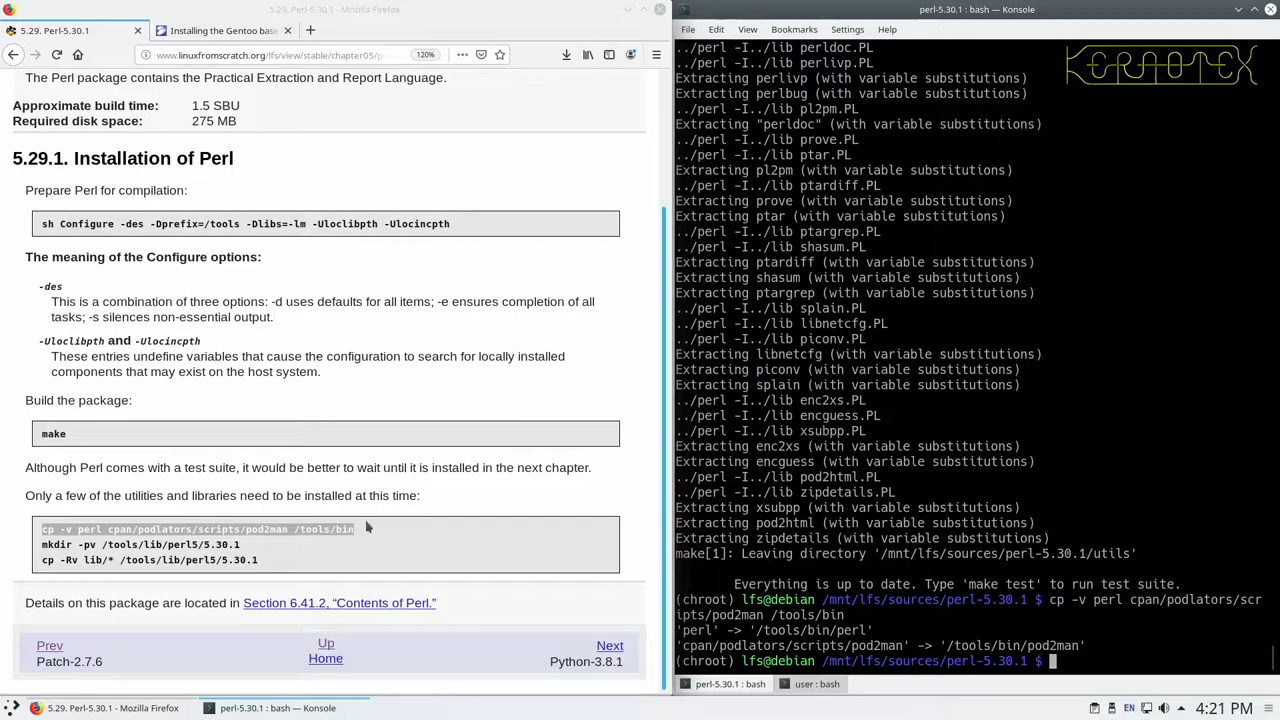 5.29. Perl-5.30.1 - Mozilla Firefox
5.29. Perl-5.30.1
Installing the Gentoo base
www.linuxfromscratch.org/lfs/view/stable/chapter05/p
120%
The Perl package contains the Practical Extraction and Report Language.
Approximate build time: 1.5 SBU
Required disk space: 275 MB
5.29.1. Installation of Perl
Prepare Perl for compilation:
sh Configure -des -Dprefix=/tools -Dlibs=-lm -Uloclibpth -Ulocincpth
The meaning of the Configure options:
-des
This is a combination of three options: -d uses defaults for all items; -e ensures completion of all
tasks; -s silences non-essential output.
-Uloclibpth and -Ulocincpth
These entries undefine variables that cause the configuration to search for locally installed
components that may exist on the host system.
Build the package:
make
Although Perl comes with a test suite, it would be better to wait until it is installed in the next chapter.
Only a few of the utilities and libraries need to be installed at this time:
cp -v perl cpan/podlators/scripts/pod2man /tools/bin
mkdir -pv /tools/lib/perl5/5.30.1
cp -Rv lib/* /tools/lib/perl5/5.30.1
Details on this package are located in Section 6.41.2, “Contents of Perl.”
Prev
Patch-2.7.6
Up
Home
Next
Python-3.8.1
perl-5.30.1 : bash — Konsole
File Edit View Bookmarks Settings Help
KERAOTEX
../perl -I../lib perldoc.PL
../perl -I../lib perlivp.PL
Extracting perlivp (with variable substitutions)
Extracting perlbug (with variable substitutions)
../perl -I../lib pl2pm.PL
Extracting "perldoc" (with variable substitutions)
../perl -I../lib prove.PL
../perl -I../lib ptar.PL
Extracting pl2pm (with variable substitutions)
../perl -I../lib ptardiff.PL
Extracting prove (with variable substitutions)
Extracting ptar (with variable substitutions)
../perl -I../lib ptargrep.PL
../perl -I../lib shasum.PL
Extracting ptardiff (with variable substitutions)
Extracting shasum (with variable substitutions)
Extracting ptargrep (with variable substitutions)
../perl -I../lib splain.PL
../perl -I../lib libnetcfg.PL
../perl -I../lib piconv.PL
Extracting libnetcfg (with variable substitutions)
Extracting piconv (with variable substitutions)
Extracting splain (with variable substitutions)
../perl -I../lib enc2xs.PL
../perl -I../lib encguess.PL
../perl -I../lib xsubpp.PL
Extracting enc2xs (with variable substitutions)
Extracting encguess (with variable substitutions)
../perl -I../lib pod2html.PL
../perl -I../lib zipdetails.PL
Extracting xsubpp (with variable substitutions)
Extracting pod2html (with variable substitutions)
Extracting zipdetails (with variable substitutions)
make[1]: Leaving directory '/mnt/lfs/sources/perl-5.30.1/utils'
Everything is up to date. Type 'make test' to run test suite.
(chroot) lfs@debian /mnt/lfs/sources/perl-5.30.1 $ cp -v perl cpan/podlators/scr
ipts/pod2man /tools/bin
'perl' -> '/tools/bin/perl'
'cpan/podlators/scripts/pod2man' -> '/tools/bin/pod2man'
(chroot) lfs@debian /mnt/lfs/sources/perl-5.30.1 $
perl-5.30.1 : bash
user : bash
5.29. Perl-5.30.1 - Mozilla Firefox
perl-5.30.1 : bash — Konsole
EN
4:21 PM